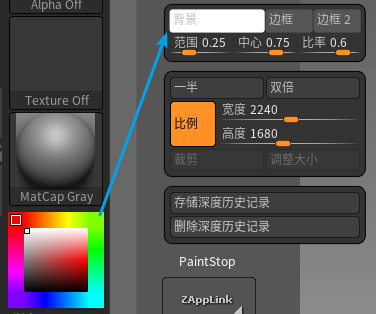 Alpha Off
Texture Off
MatCap Gray
背景 边框 边框 2
范围 0.25 中心 0.75 比率 0.6
一半 双倍
比例
宽度 2240
高度 1680
裁剪 调整大小
存储深度历史记录
删除深度历史记录
PaintStop
ZAppLink